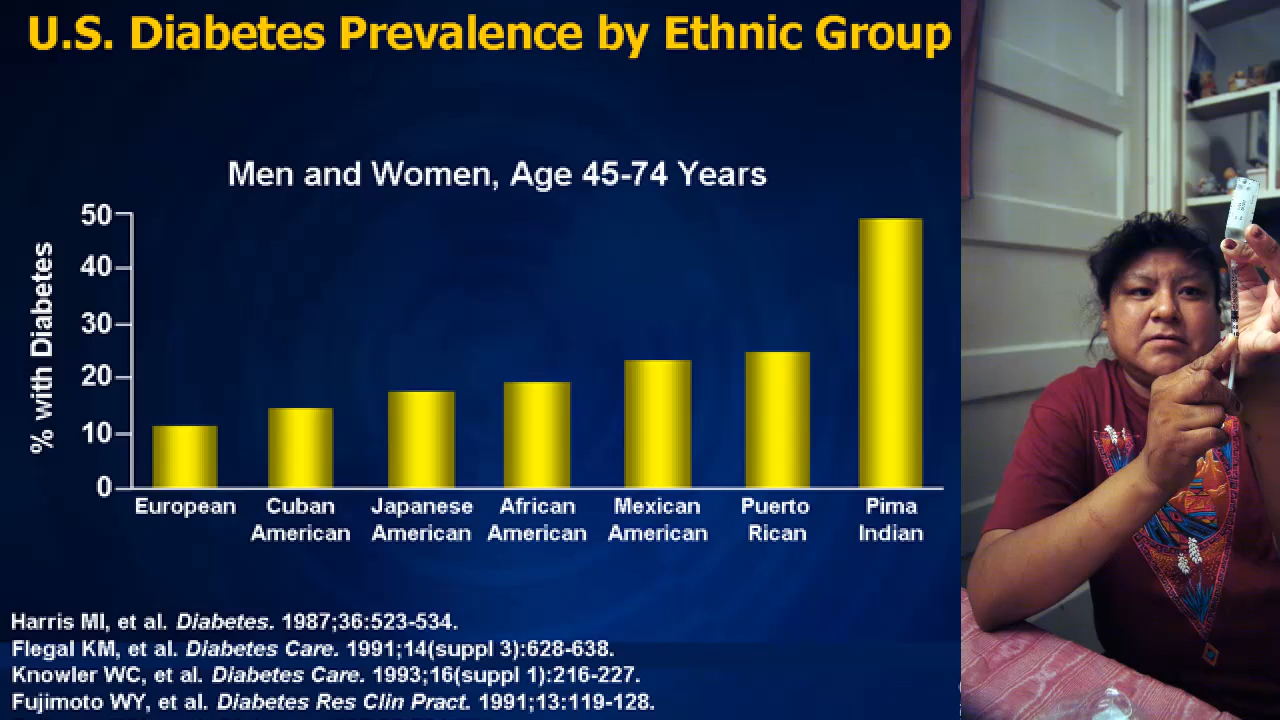 U.S. Diabetes Prevalence by Ethnic Group
Men and Women, Age 45-74 Years
% with Diabetes
50
40
30
20
10
0
European
Cuban American
Japanese American
African American
Mexican American
Puerto Rican
Pima Indian
Harris MI, et al. Diabetes. 1987;36:523-534.
Flegal KM, et al. Diabetes Care. 1991;14(suppl 3):628-638.
Knowler WC, et al. Diabetes Care. 1993;16(suppl 1):216-227.
Fujimoto WY, et al. Diabetes Res Clin Pract. 1991;13:119-128.